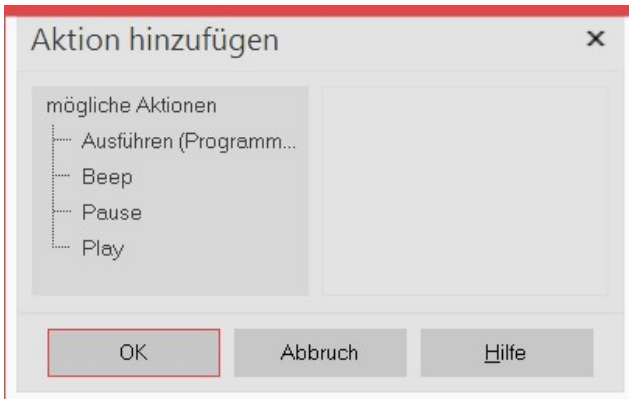 Aktion hinzufügen
mögliche Aktionen
Ausführen (Programm...
Beep
Pause
Play
OK
Abbruch
Hilfe